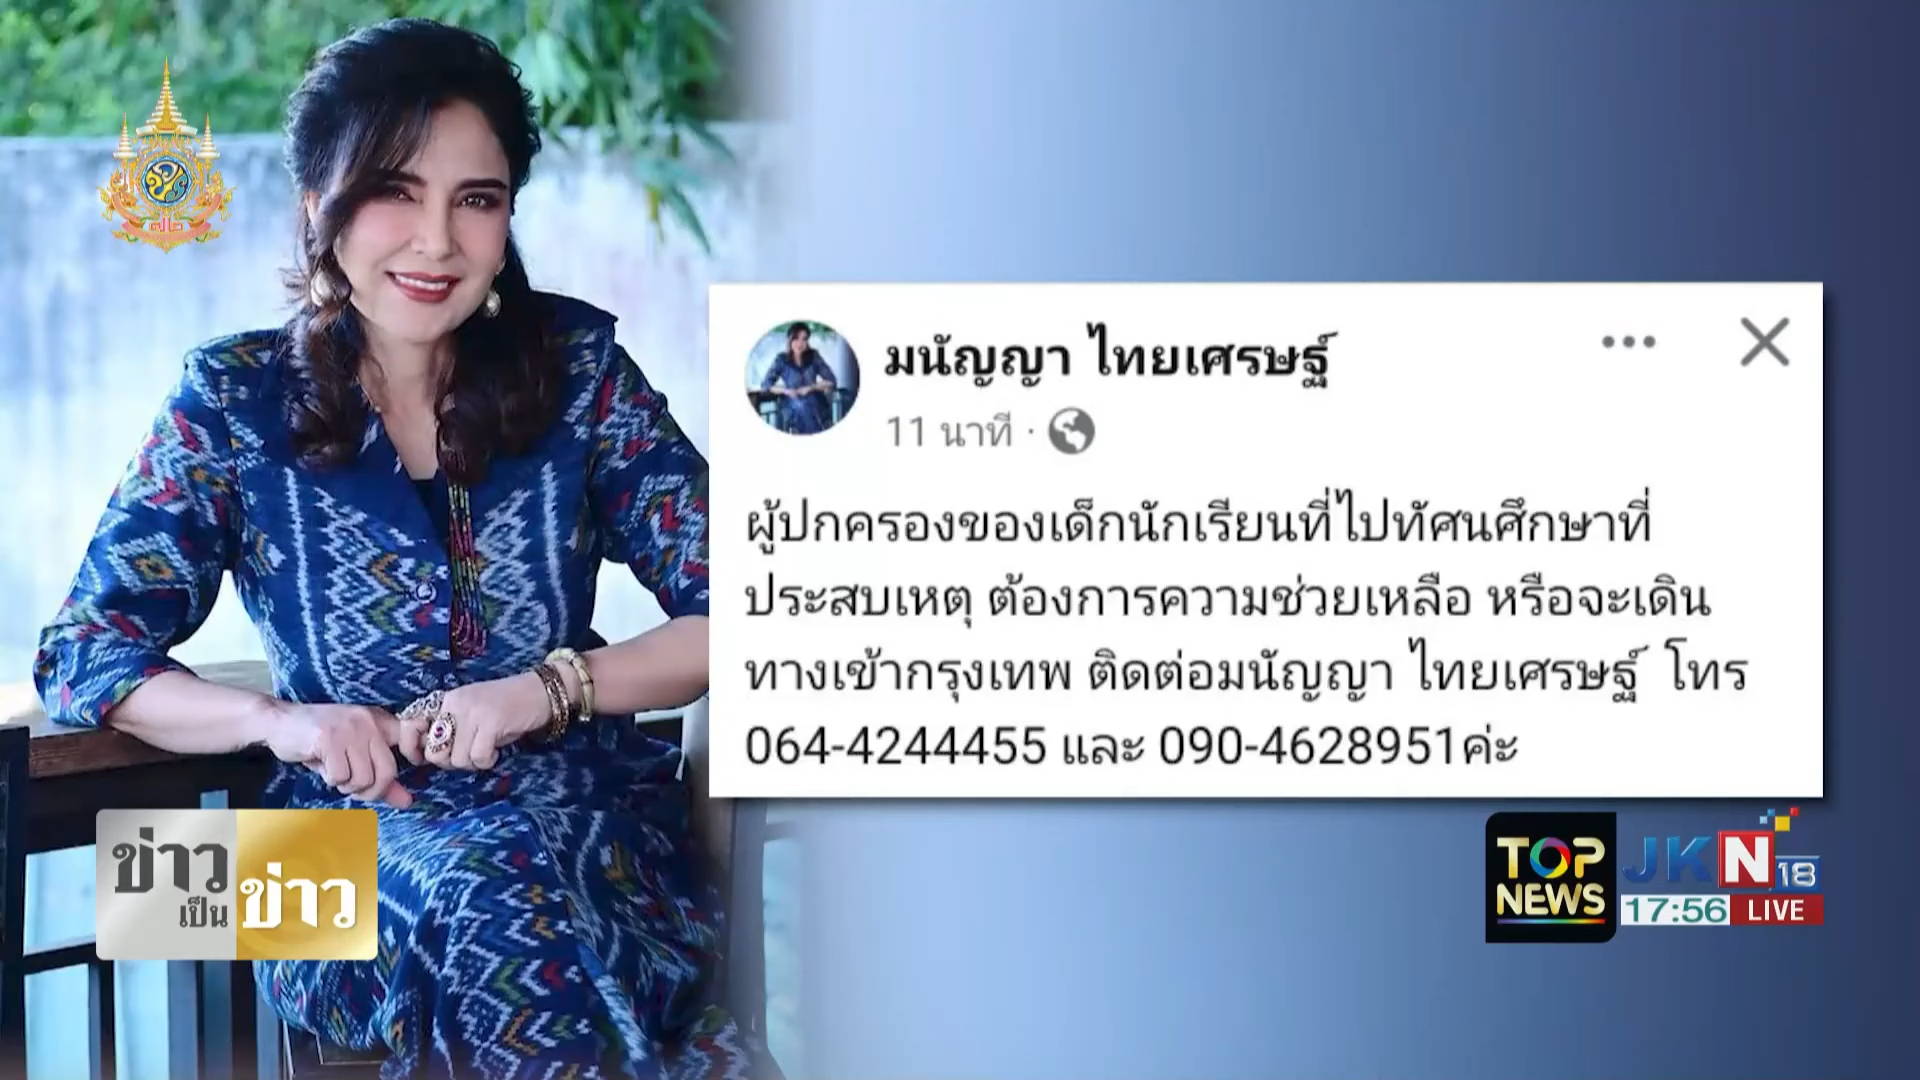 มนัญญา ไทยเศรษฐ์
11 นาที ·
ผู้ปกครองของเด็กนักเรียนที่ไปทัศนศึกษาที่
ประสบเหตุ ต้องการความช่วยเหลือ หรือจะเดิน
ทางเข้ากรุงเทพ ติดต่อมนัญญา ไทยเศรษฐ์ โทร
064-4244455 และ 090-4628951ค่ะ
ข่าว
เป็น
ข่าว
TOP
NEWS
JKN 18
17:56 LIVE